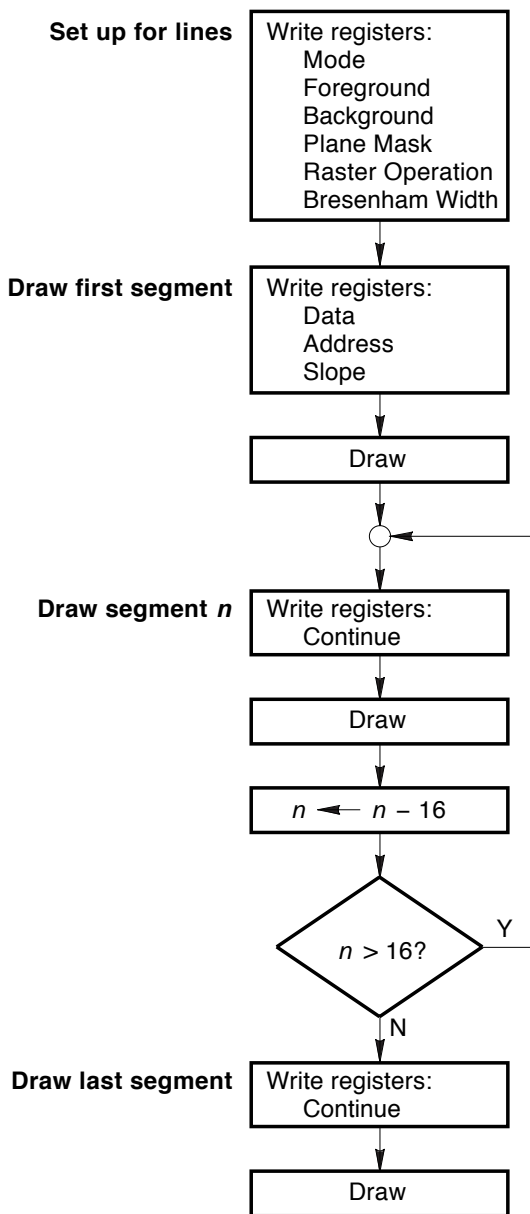 Set up for lines
Write registers:
Mode
Foreground
Background
Plane Mask
Raster Operation
Bresenham Width
Draw first segment
Write registers:
Data
Address
Slope
Draw
Draw segment n
Write registers:
Continue
Draw
n ← n − 16
n > 16?
Y
N
Draw last segment
Write registers:
Continue
Draw